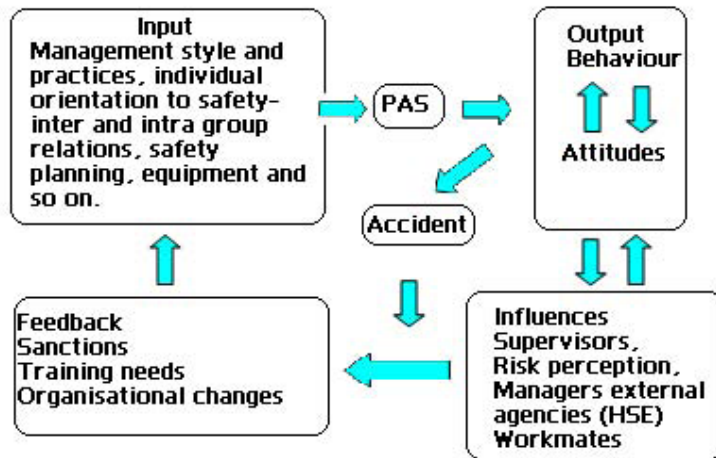 Input
Management style and
practices, individual
orientation to safety-
inter and intra group
relations, safety
planning, equipment and
so on.
PAS
Output
Behaviour
Attitudes
Accident
Feedback
Sanctions
Training needs
Organisational changes
Influences
Supervisors,
Risk perception,
Managers external
agencies (HSE)
Workmates